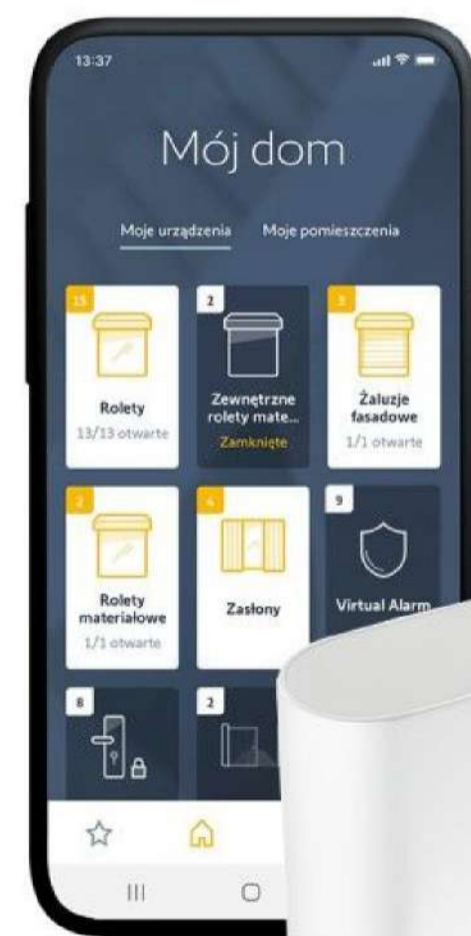 13:37
Mój dom
Moje urządzenia Moje pomieszczenia
15
Rolety
13/13 otwarte
2
Zewnętrzne
rolety mate...
Zamknięte
3
Żaluzje
fasadowe
1/1 otwarte
2
Rolety
materiałowe
1/1 otwarte
4
Zasłony
9
Virtual Alarm
8
2